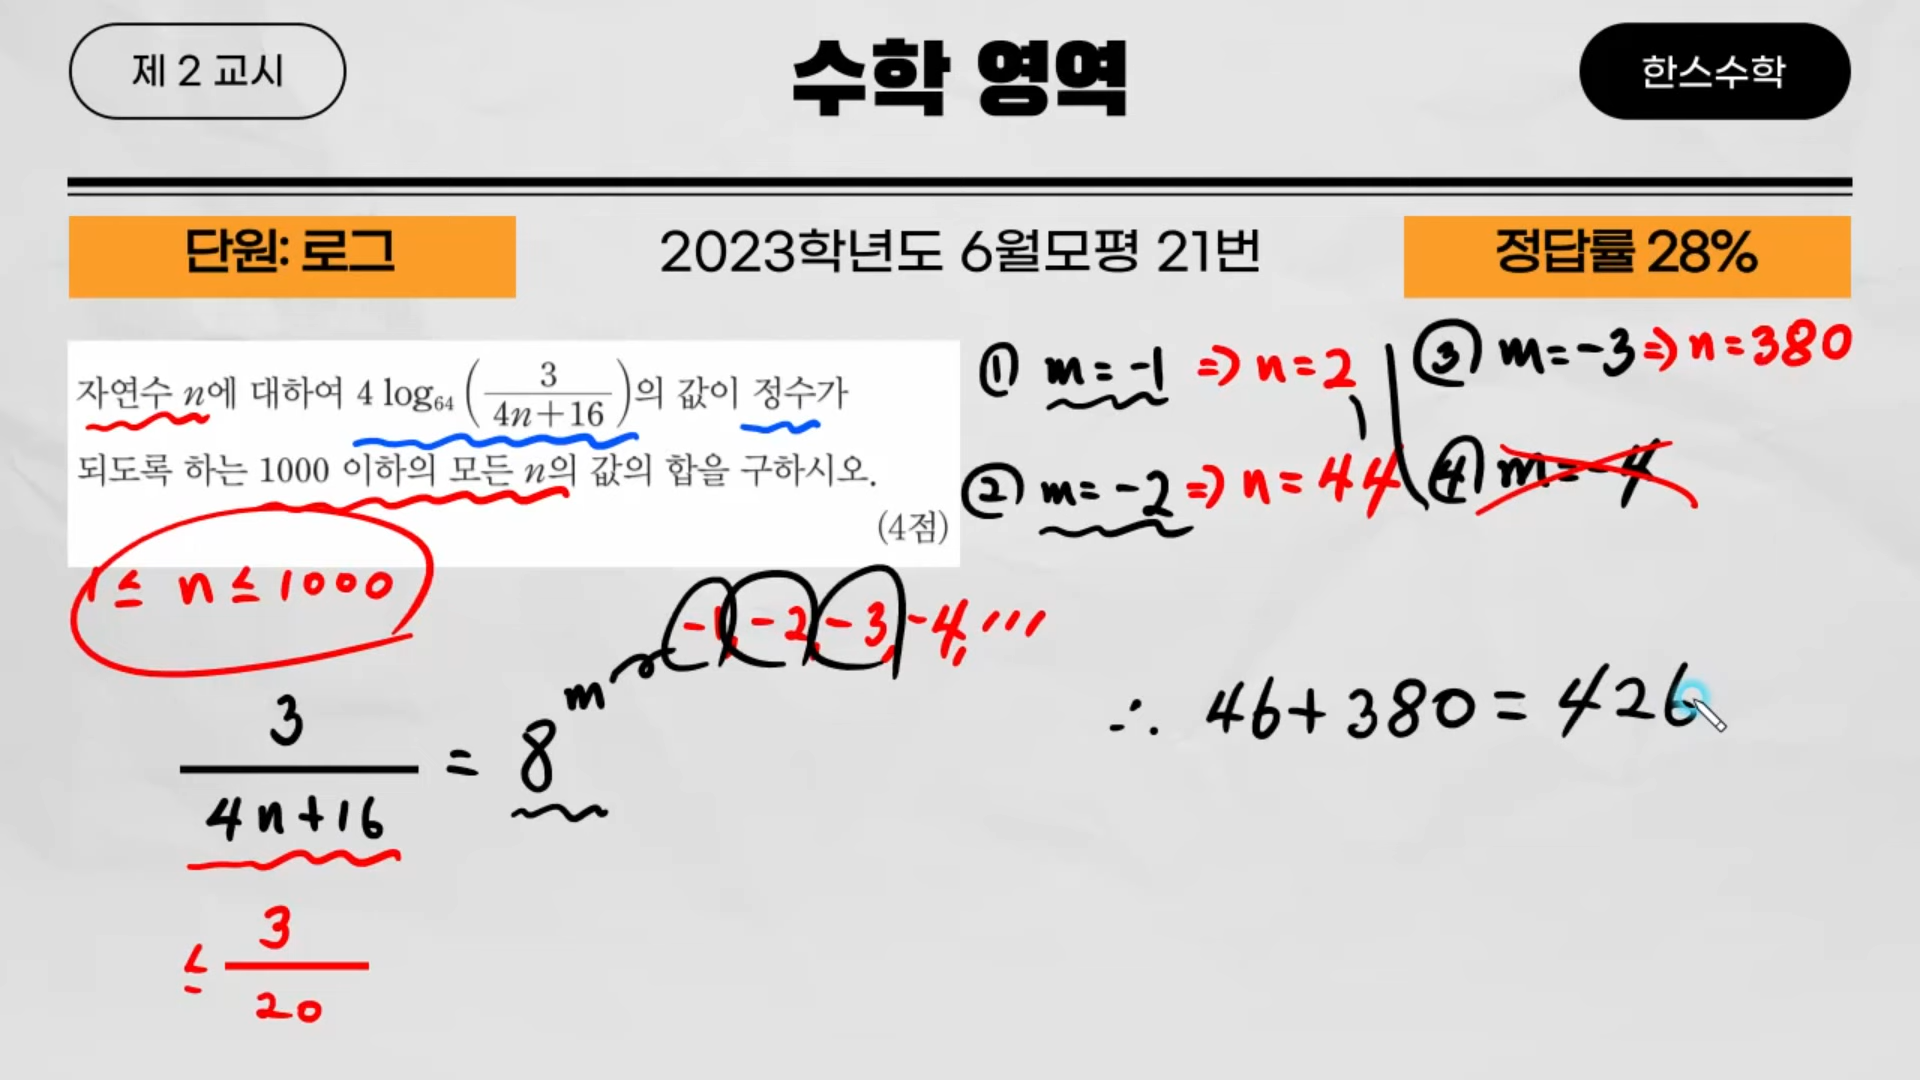 제 2 교시
수학 영역
한스수학
단원: 로그
2023학년도 6월모평 21번
정답률 28%
자연수 n에 대하여 4 log₆₄ (3/(4n+16))의 값이 정수가
되도록 하는 1000 이하의 모든 n의 값의 합을 구하시오.
(4점)
① m = -1 ⇒ n = 2
② m = -2 ⇒ n = 44
③ m = -3 ⇒ n = 380
④ m = -4
1 ≤ n ≤ 1000
-1, -2, -3, -4, ···
3/(4n+16) = 8^m
≤ 3/20
∴ 46+380 = 426